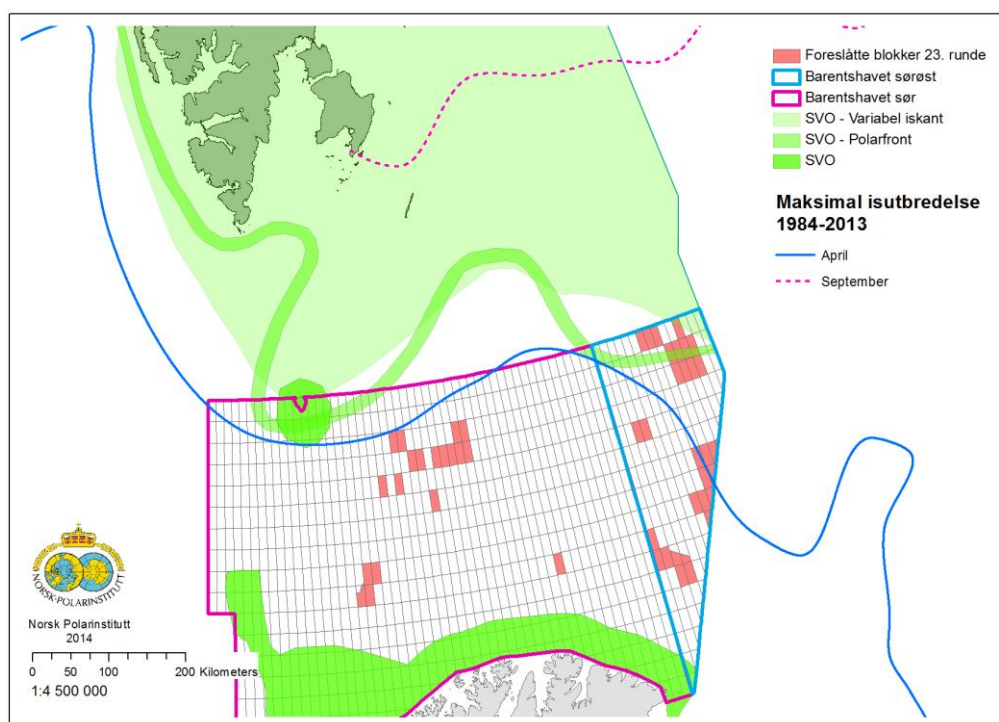 Foreslåtte blokker 23. runde
Barentshavet sørøst
Barentshavet sør
SVO - Variabel iskant
SVO - Polarfront
SVO
Maksimal isutbredelse
1984-2013
April
September
NORSK-POLARINSTITUTT
Norsk Polarinstitutt
2014
0 50 100 200 Kilometers
1:4 500 000